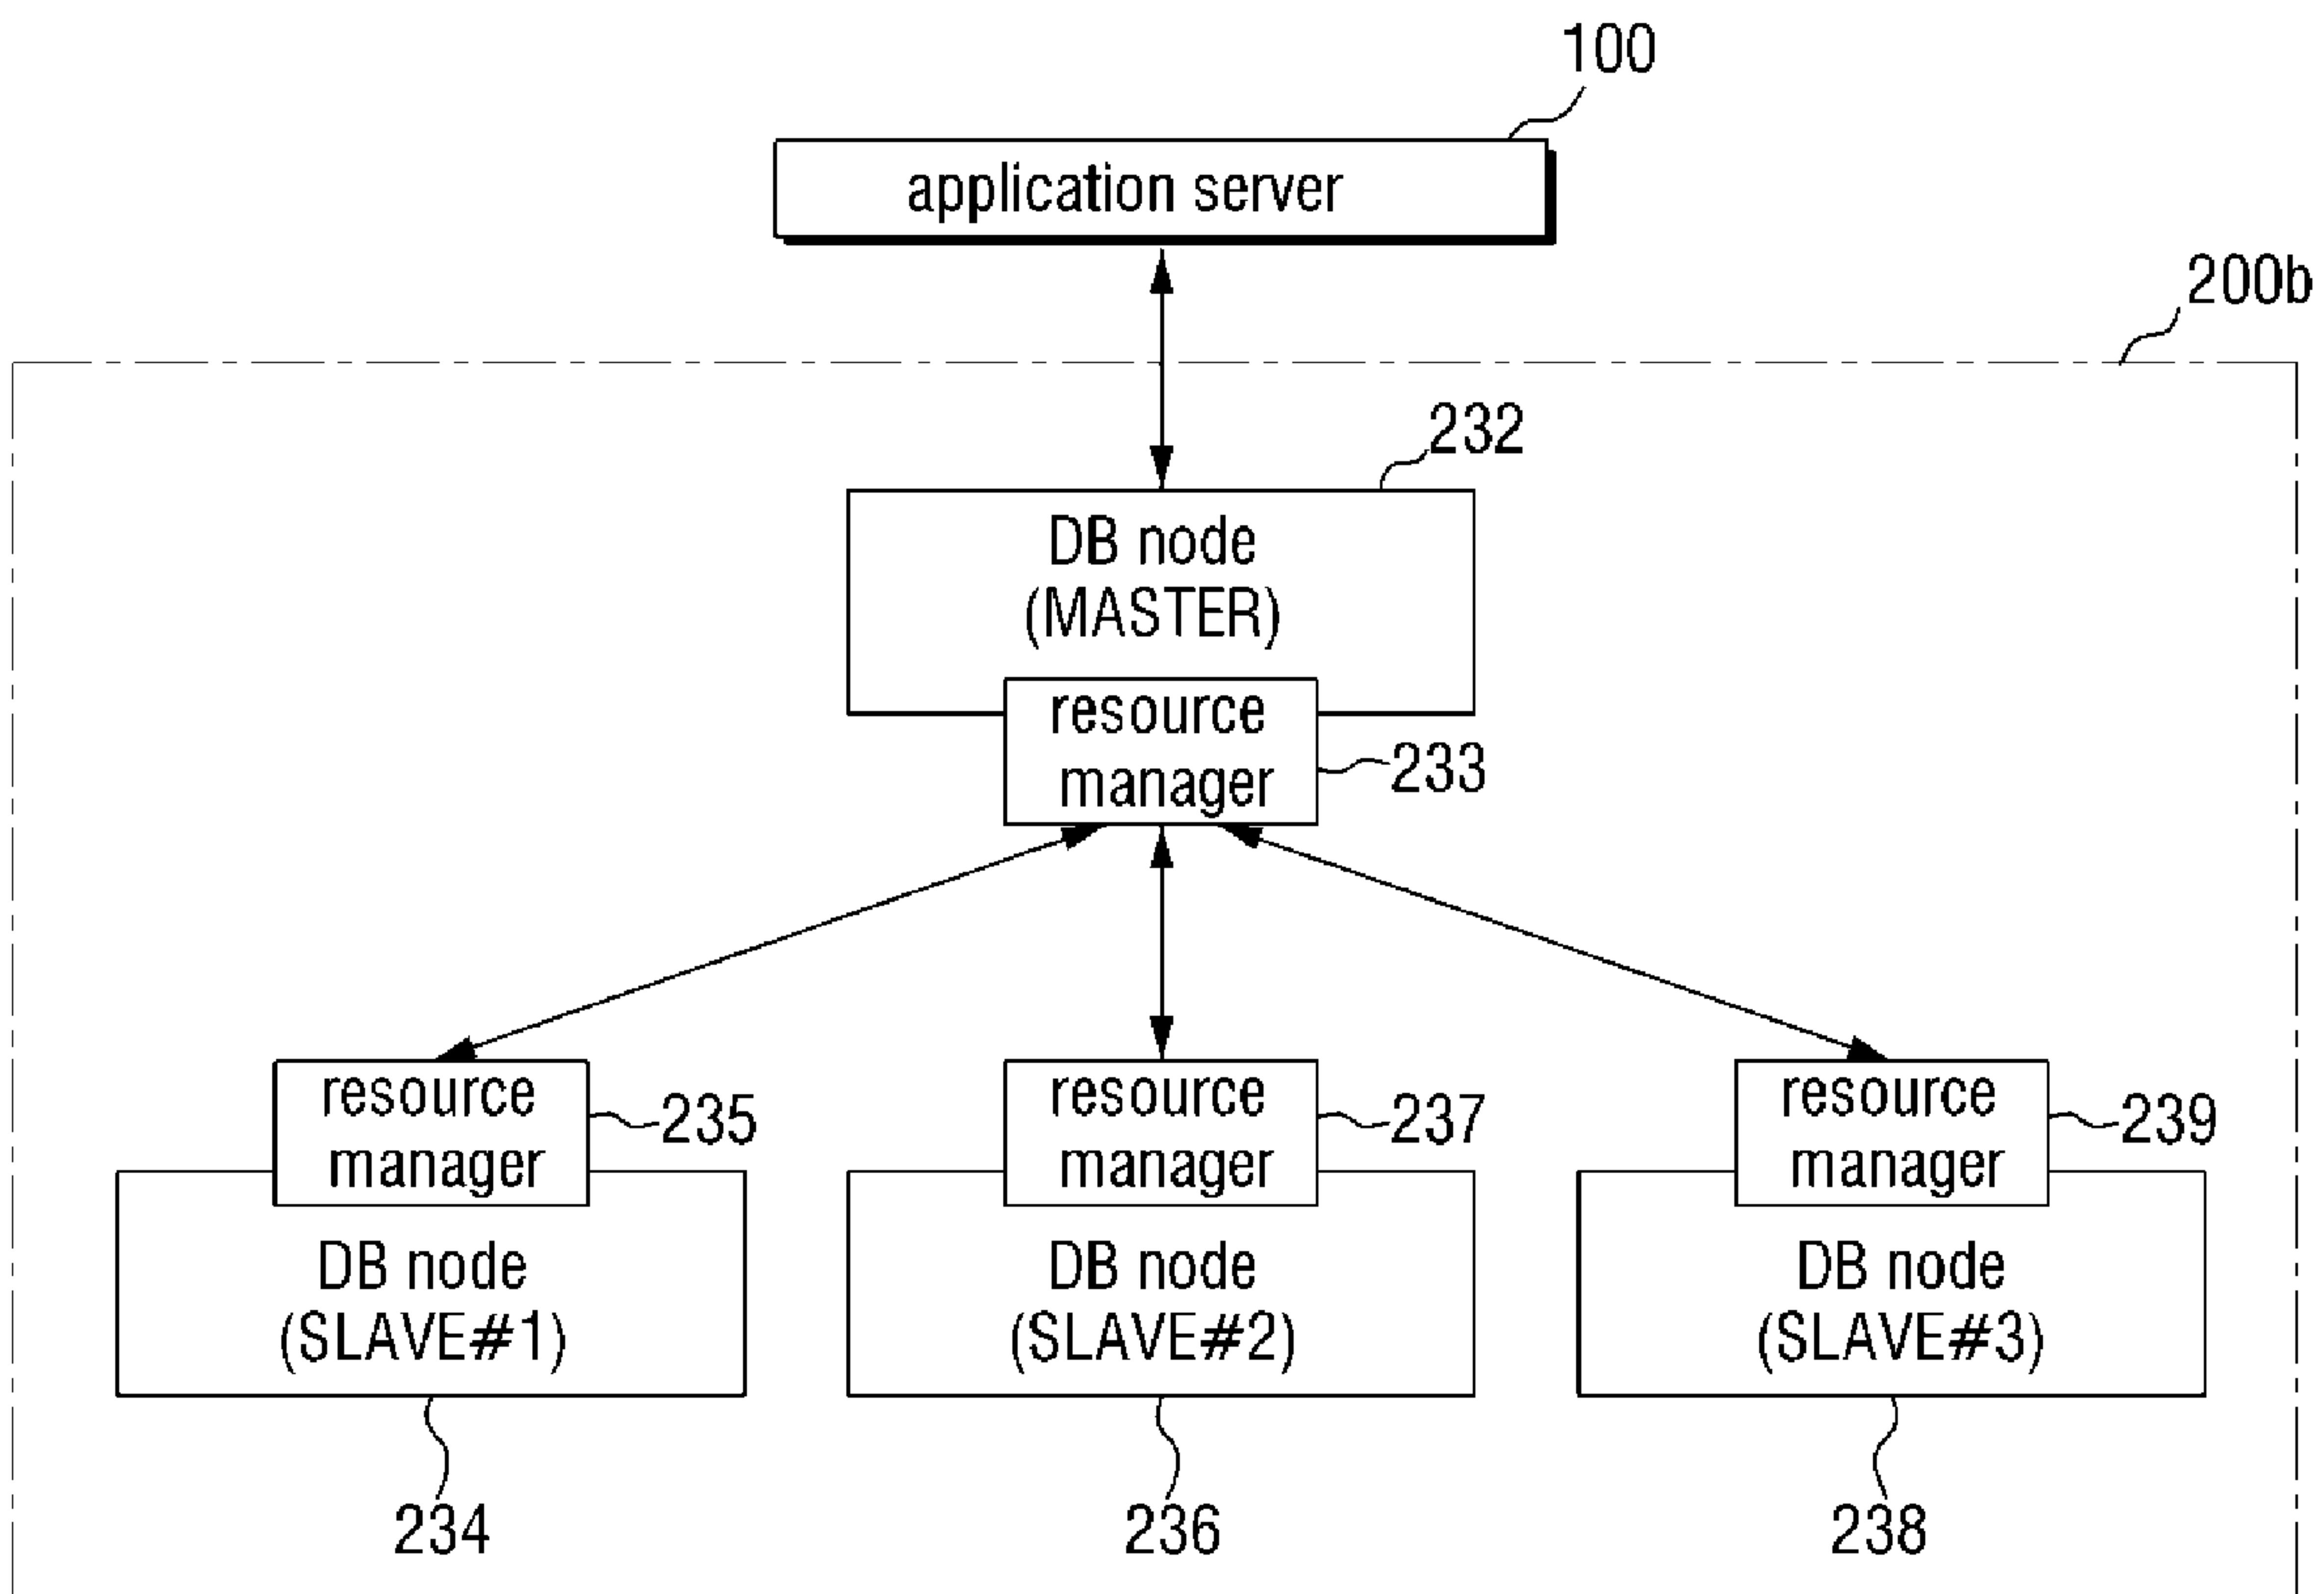 100
application server
200b
232
DB node
(MASTER)
resource
manager
233
resource
manager
235
DB node
(SLAVE#1)
234
resource
manager
237
DB node
(SLAVE#2)
236
resource
manager
239
DB node
(SLAVE#3)
238